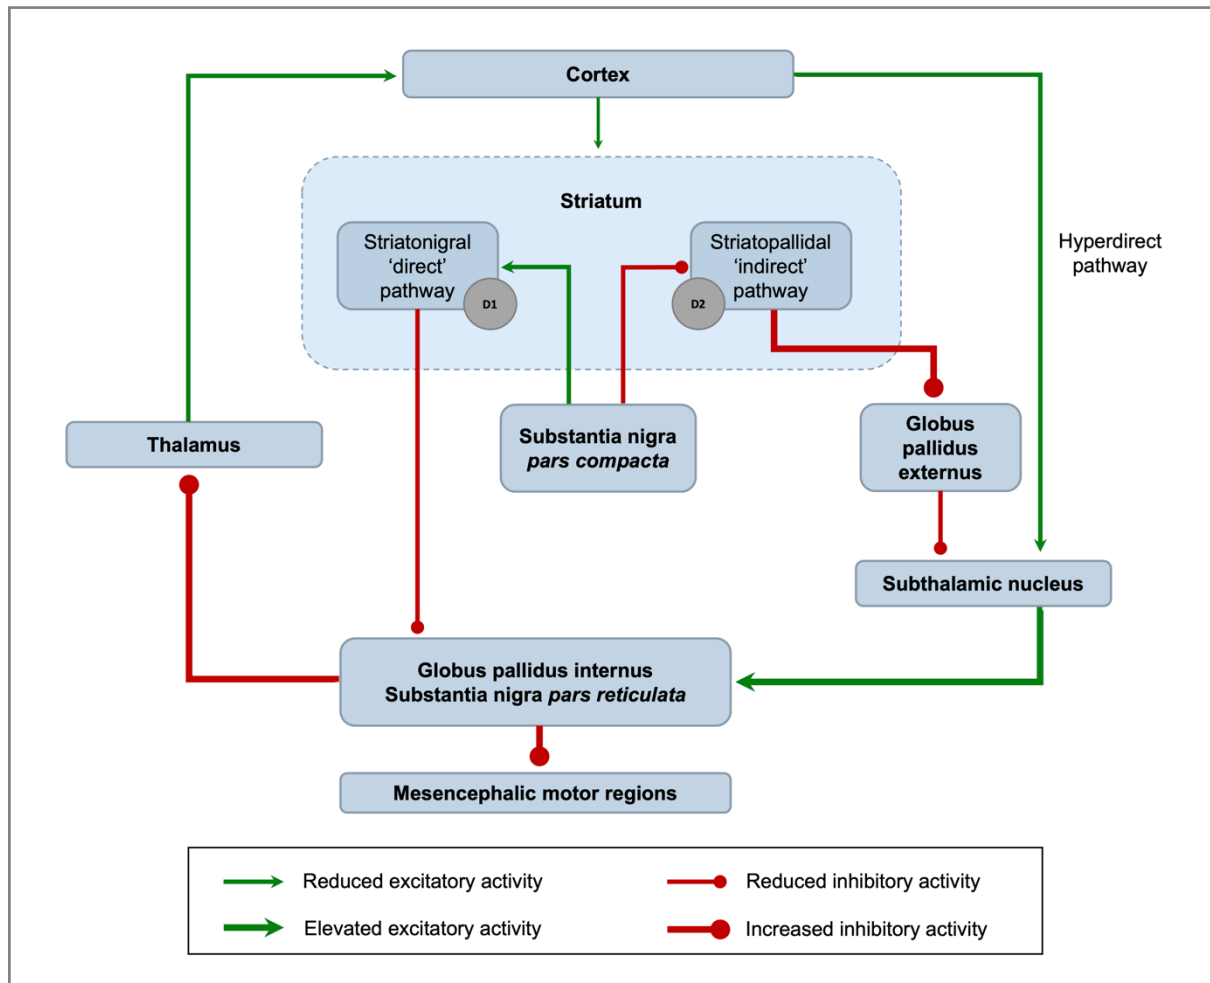 Cortex
Striatum
Striatonigral
‘direct’
pathway
D1
Striatopallidal
‘indirect’
pathway
D2
Hyperdirect
pathway
Thalamus
Substantia nigra
pars compacta
Globus
pallidus
externus
Subthalamic nucleus
Globus pallidus internus
Substantia nigra pars reticulata
Mesencephalic motor regions
Reduced excitatory activity
Reduced inhibitory activity
Elevated excitatory activity
Increased inhibitory activity